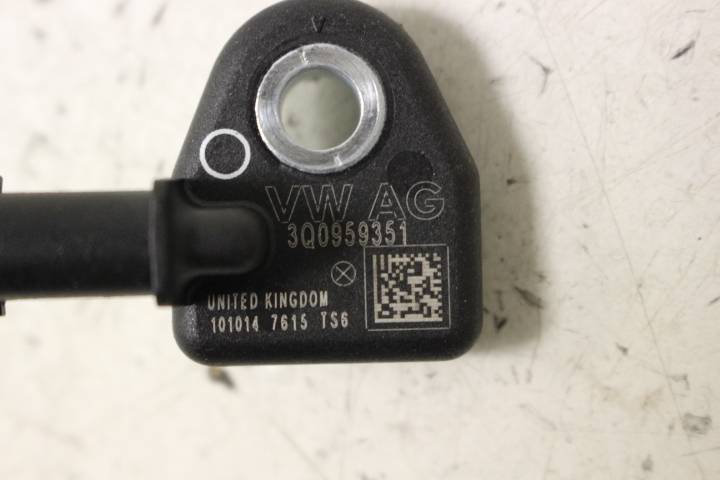 V
VW AG
3Q0959351
UNITED KINGDOM
101014 7615 TS6